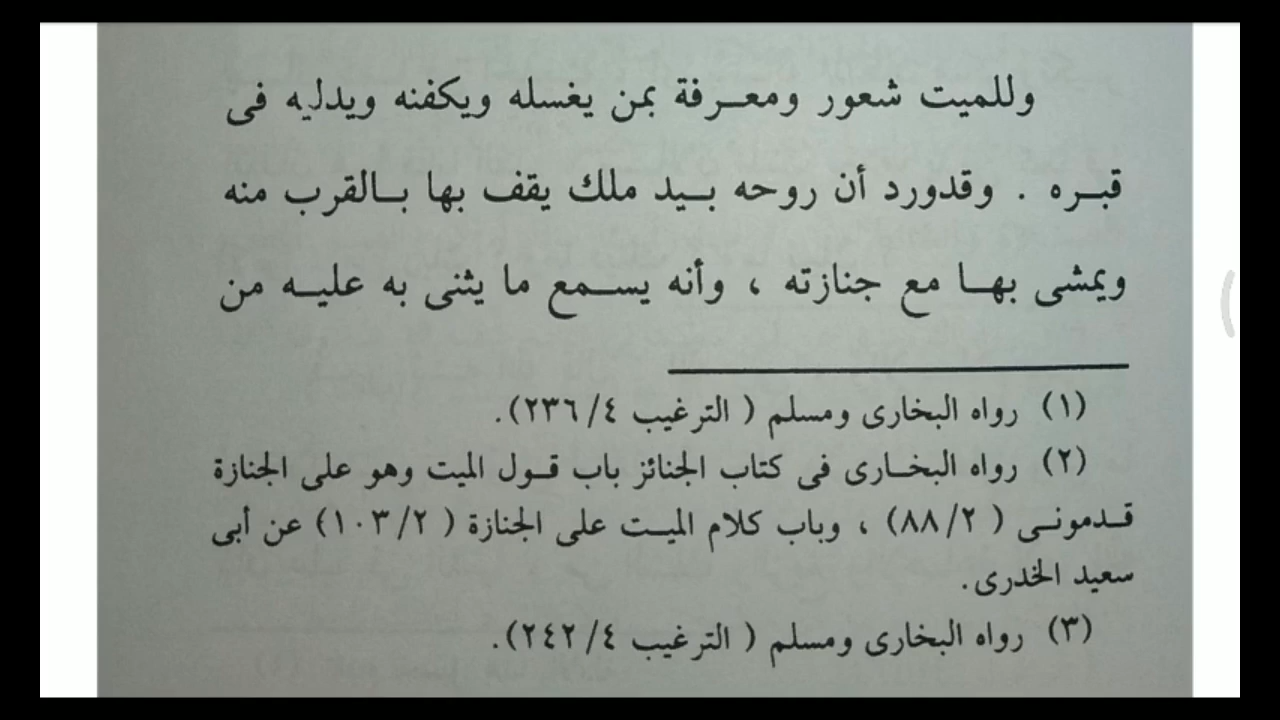 وللميت شعور ومعـرفة بمن يغسله ويكفنه ويدليه فى
قبـره . وقدورد أن روحه بـيد ملك يقف بها بـالقرب منه
ويمشى بهـا مع جنازته ، وأنه يسـمع ما يثنى به عليـه من
(١) رواه البخارى ومسلم ( الترغيب ٢٣٦/٤).
(٢) رواه البخـارى فى كتاب الجنائز باب قـول الميت وهو على الجنازة
قـدمونـى ( ٨٨/٢) ، وباب كلام الميـت على الجنازة ( ١٠٣/٢) عن أبى
سعيد الخدرى.
(٣) رواه البخارى ومسلم ( الترغيب ٢٤٢/٤).